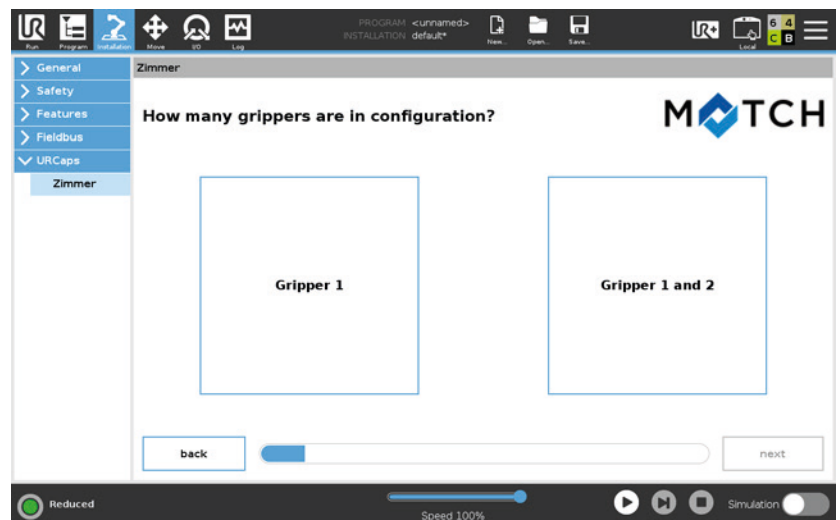 PROGRAM <unnamed>
INSTALLATION default*
Run Program Installation Move I/O Log
New... Open... Save...
UR+
Local
6 4
C B
General
Zimmer
Safety
Features
How many grippers are in configuration?
MATCH
Fieldbus
URCaps
Zimmer
Gripper 1
Gripper 1 and 2
back
next
Reduced
Speed 100%
Simulation